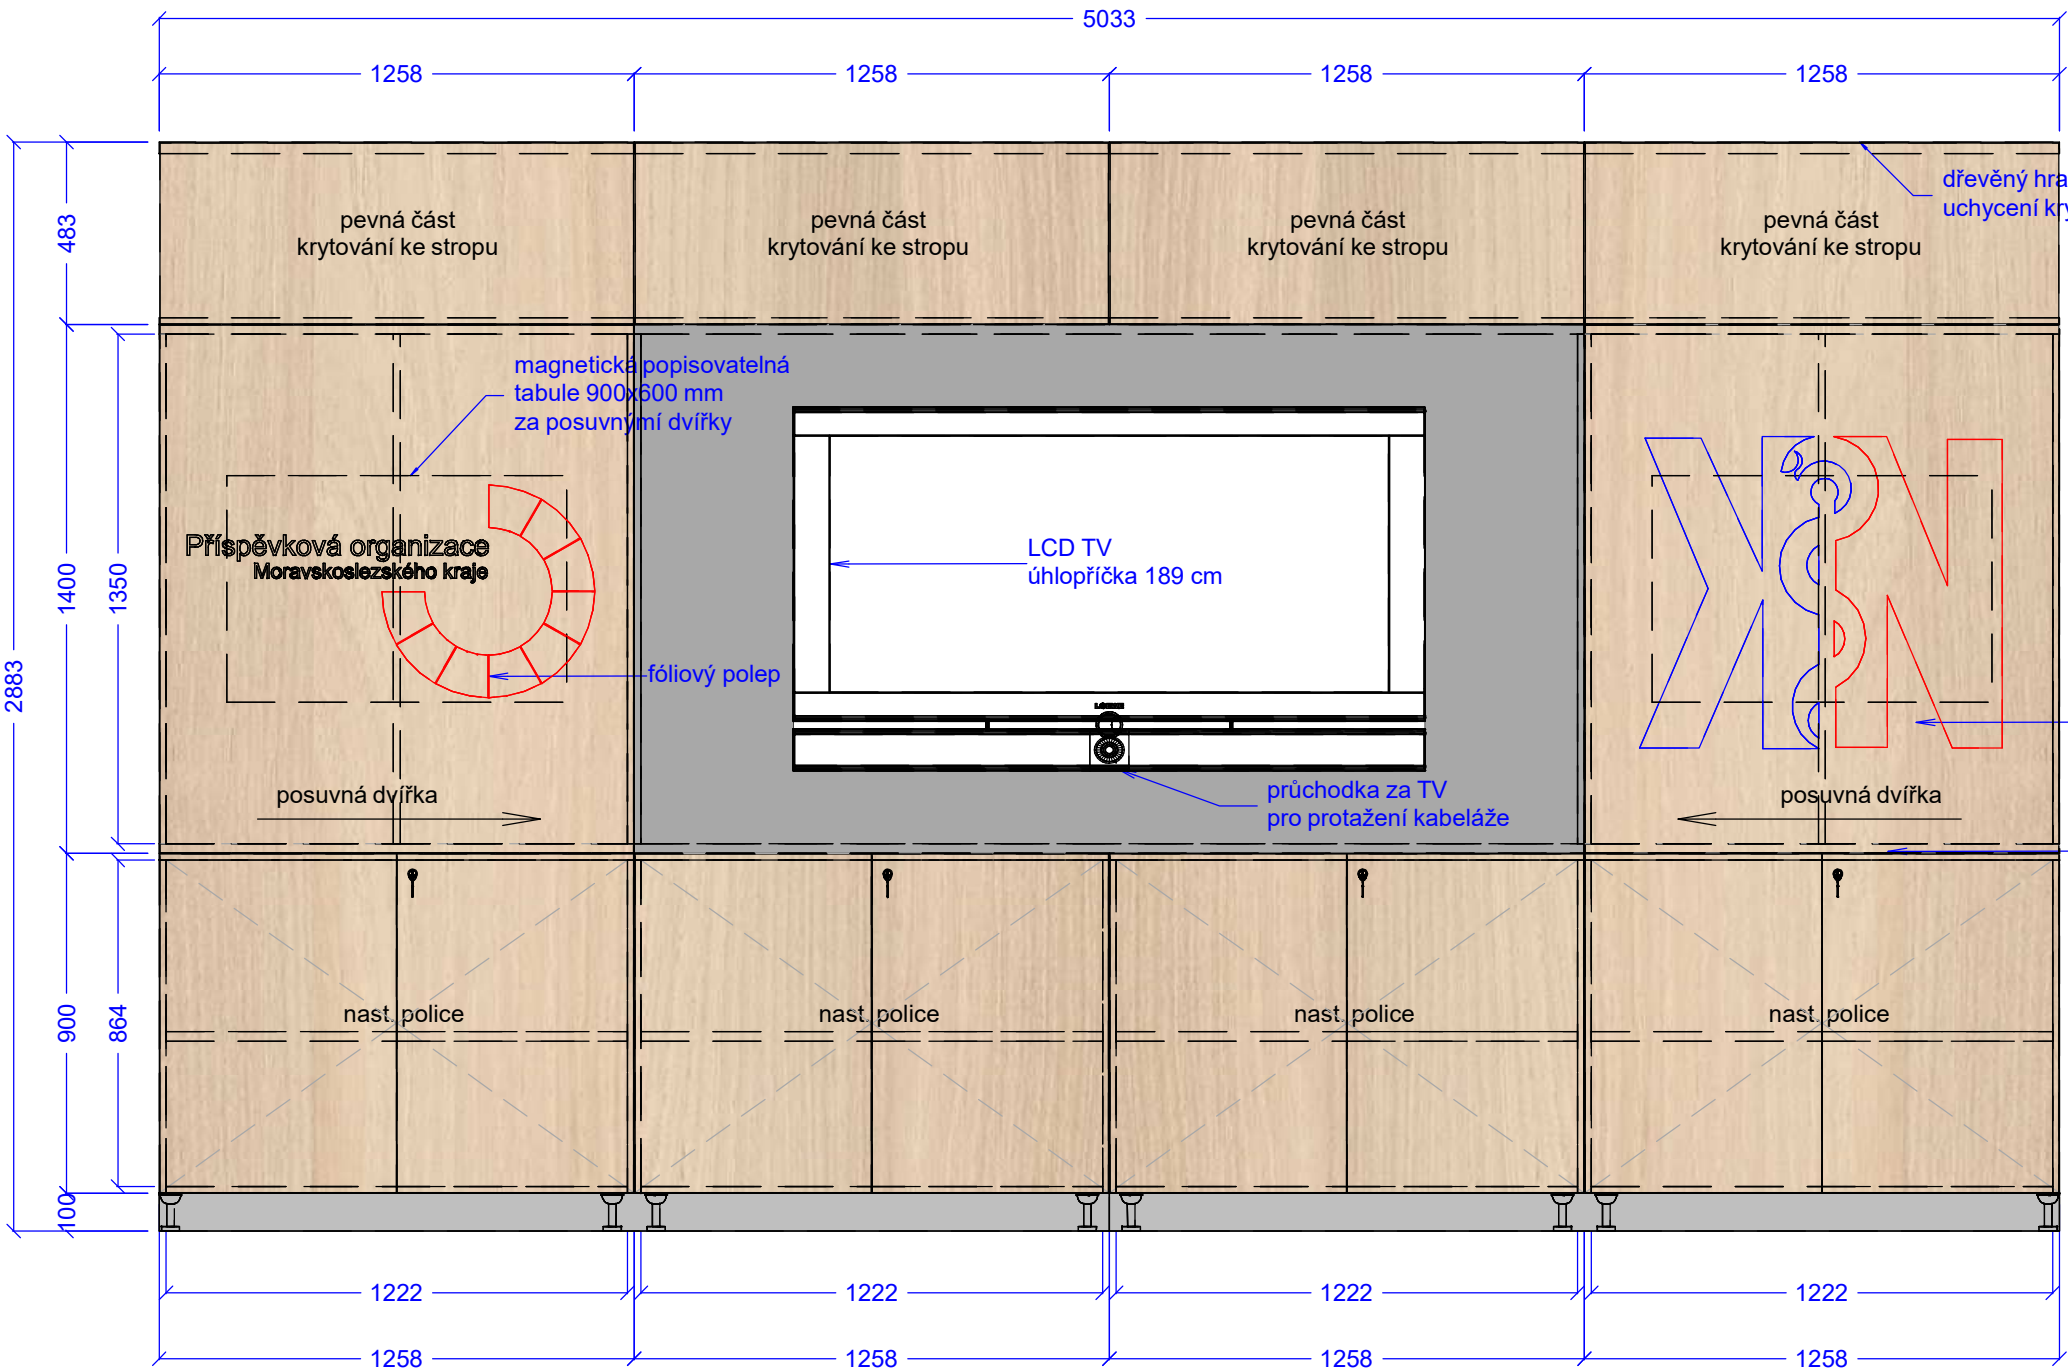 5033
1258
1258
1258
1258
pevná část
krytování ke stropu
pevná část
krytování ke stropu
pevná část
krytování ke stropu
pevná část
krytování ke stropu
dřevěný hra
uchycení kry
483
1400
1350
2883
900
864
100
magnetická popisovatelná
tabule 900x600 mm
za posuvnými dvířky
Příspěvková organizace
Moravskoslezského kraje
LCD TV
úhlopříčka 189 cm
fóliový polep
KN
průchodka za TV
pro protažení kabeláže
posuvná dvířka
posuvná dvířka
nast. police
nast. police
nast. police
nast. police
1222
1222
1222
1222
1258
1258
1258
1258